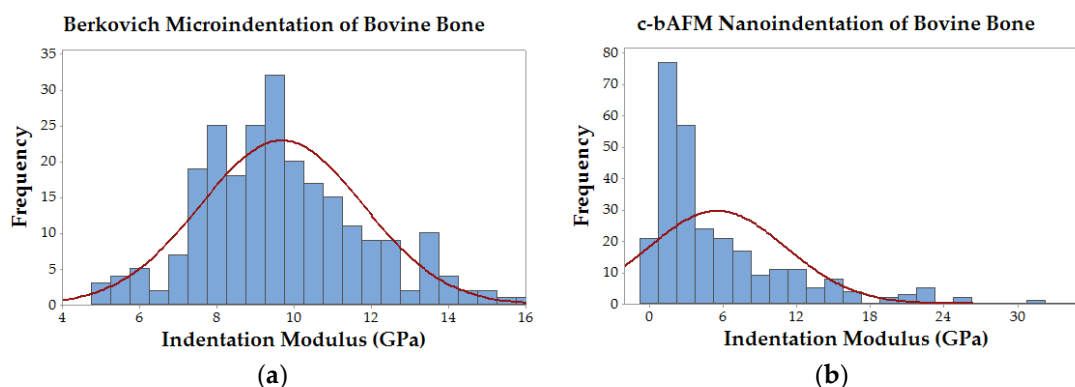 Berkovich Microindentation of Bovine Bone
35
30
25
20
15
10
5
0
Frequency
4 6 8 10 12 14 16
Indentation Modulus (GPa)
(a)
c-bAFM Nanoindentation of Bovine Bone
80
70
60
50
40
30
20
10
0
Frequency
0 6 12 18 24 30
Indentation Modulus (GPa)
(b)